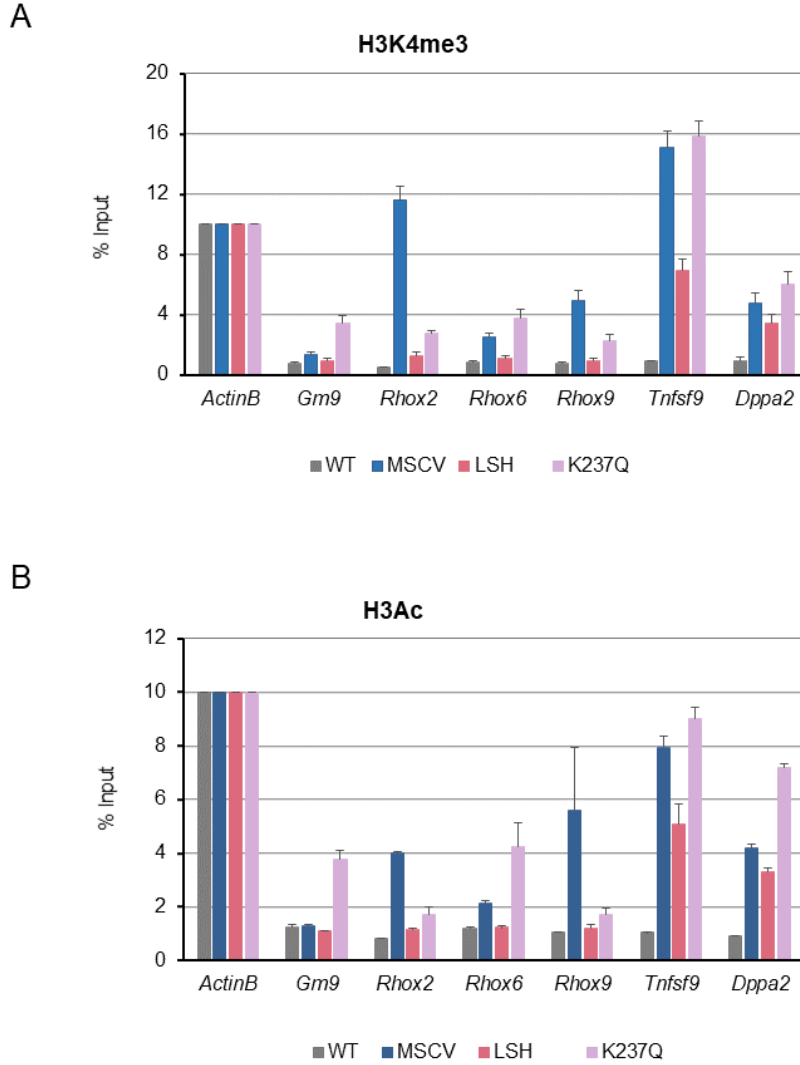 A
H3K4me3
20
16
12
8
4
0
% Input
ActinB Gm9 Rhox2 Rhox6 Rhox9 Tnfsf9 Dppa2
WT MSCV LSH K237Q
B
H3Ac
12
10
8
6
4
2
0
% Input
ActinB Gm9 Rhox2 Rhox6 Rhox9 Tnfsf9 Dppa2
WT MSCV LSH K237Q